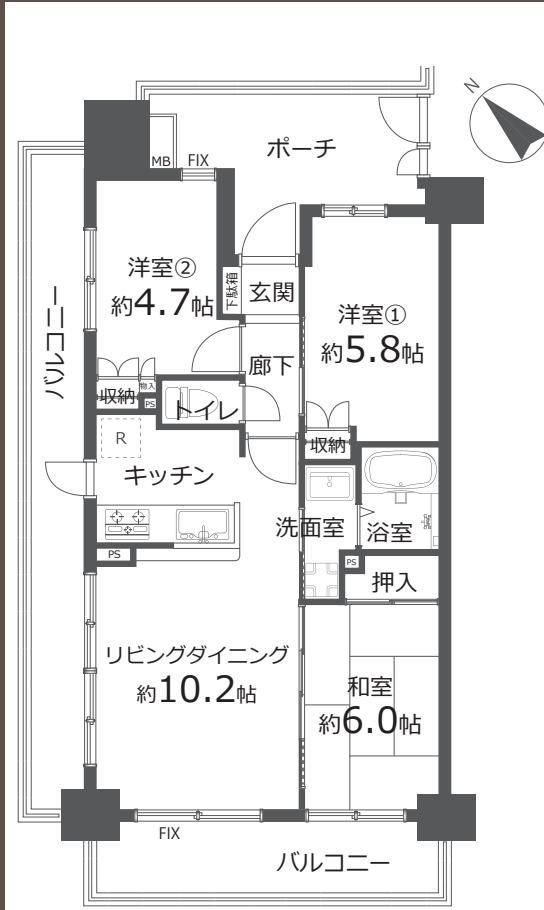 N
ポーチ
MB
FIX
洋室②
約4.7帖
下駄箱
玄関
洋室①
約5.8帖
バルコニー
廊下
収納
物入
PS
トイレ
R
キッチン
収納
洗面室
浴室
PS
PS
押入
リビングダイニング
約10.2帖
和室
約6.0帖
FIX
バルコニー